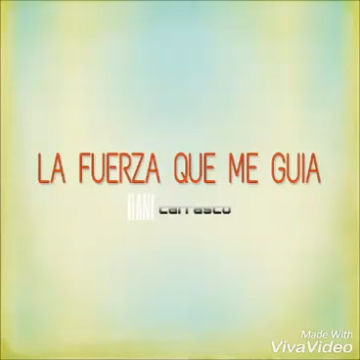 LA FUERZA QUE ME GUIA
DANI carrasco
Made With
VivaVideo